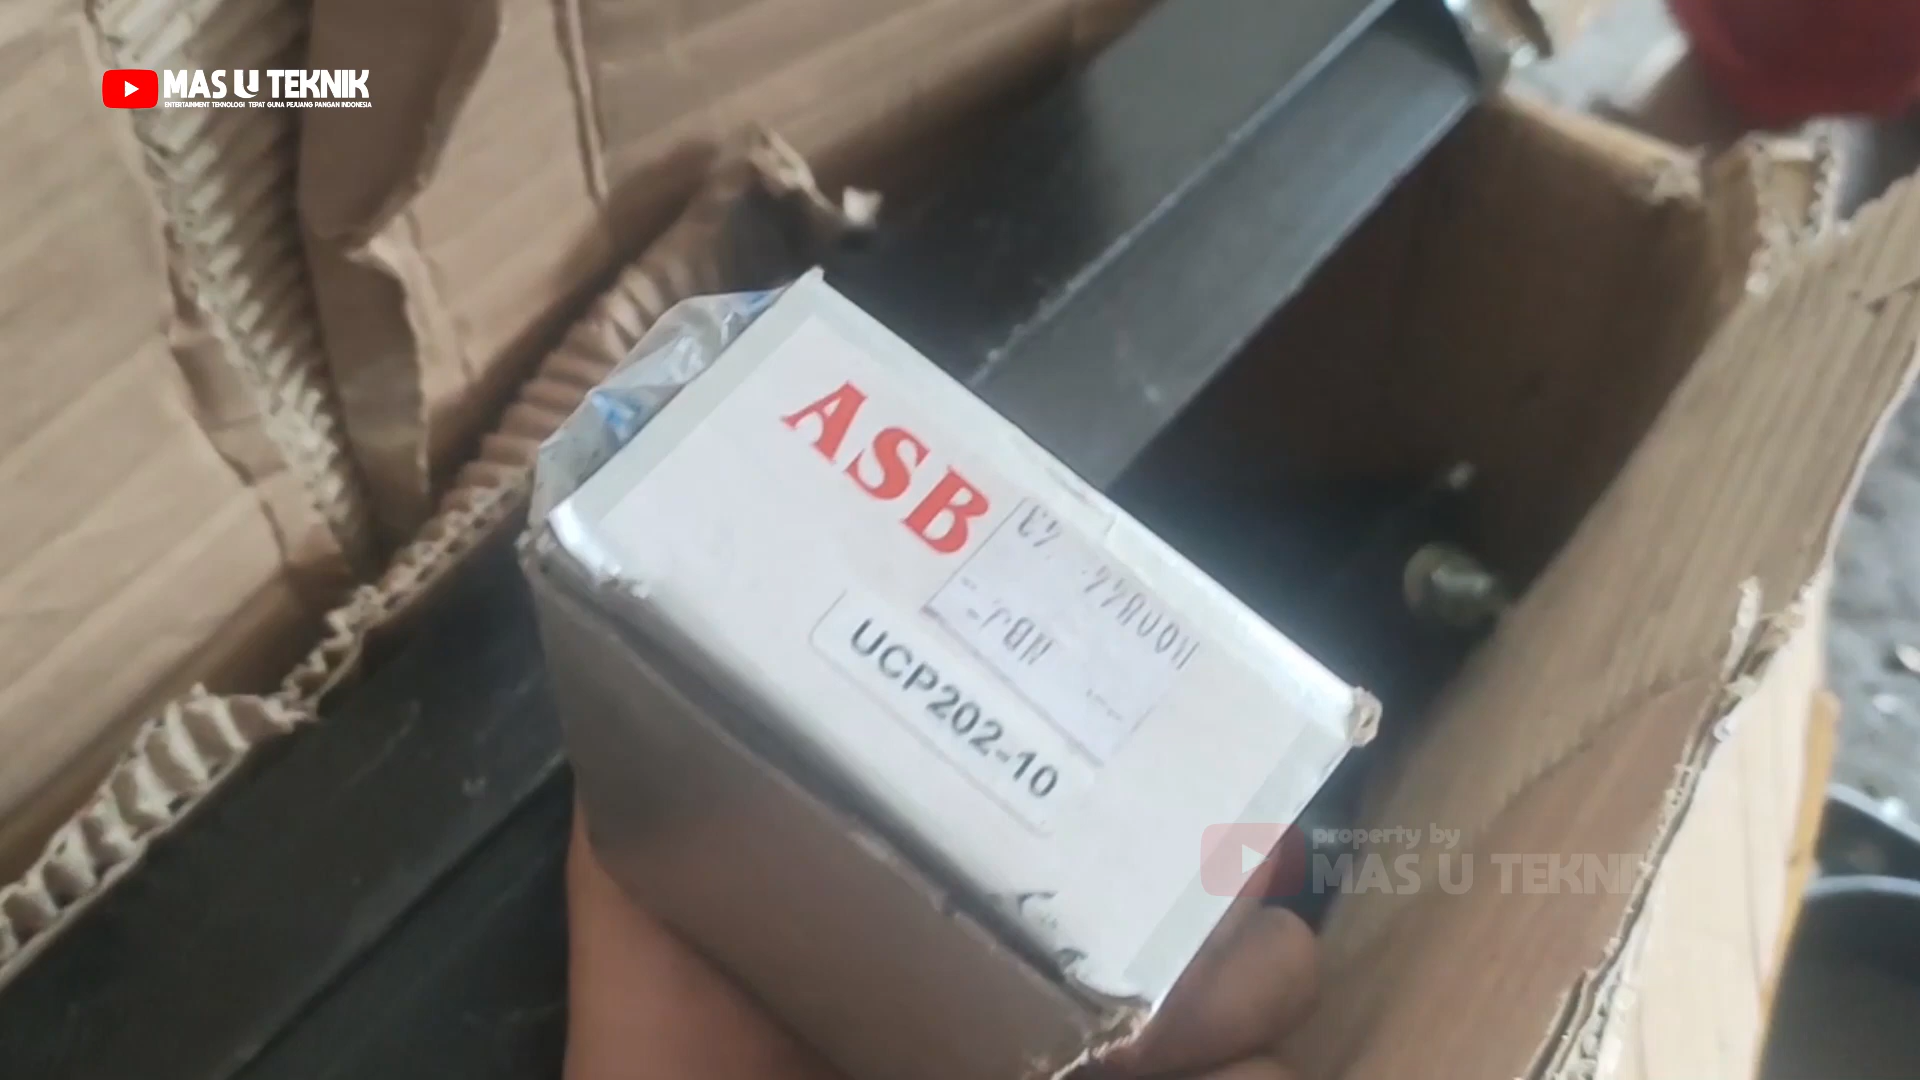 MAS U TEKNIK
ENTERTAINMENT TEKNOLOGI TEPAT GUNA PEJUANG PANGAN INDONESIA
ASB
UCP202-10
property by
MAS U TEKNIK